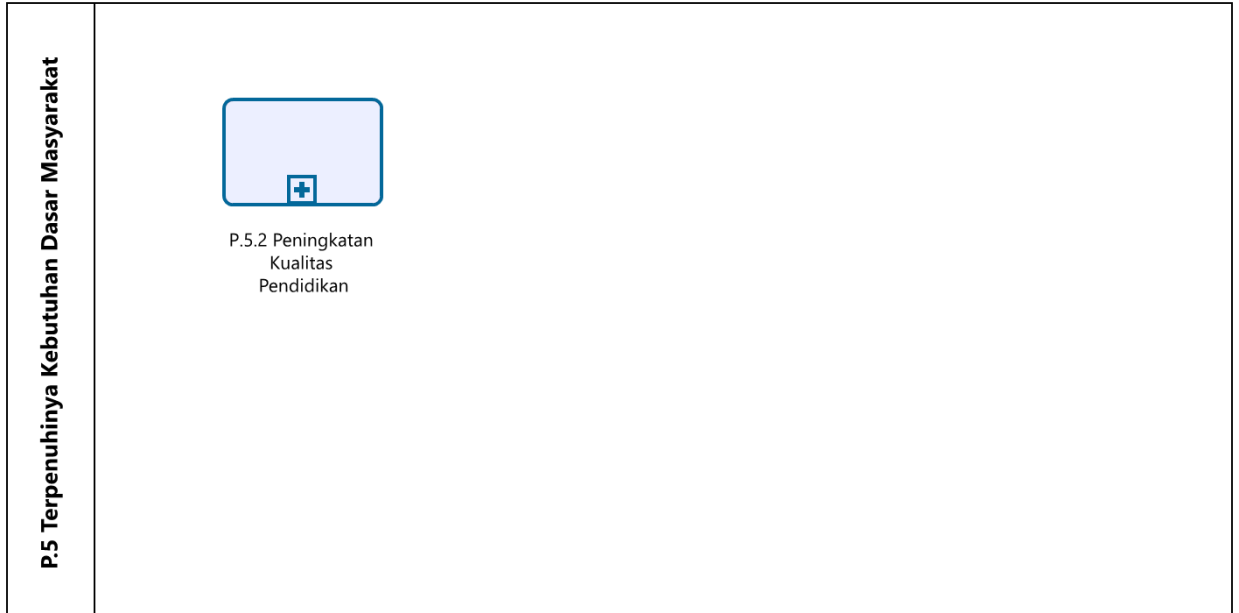 P.5 Terpenuhinya Kebutuhan Dasar Masyarakat
P.5.2 Peningkatan
Kualitas
Pendidikan